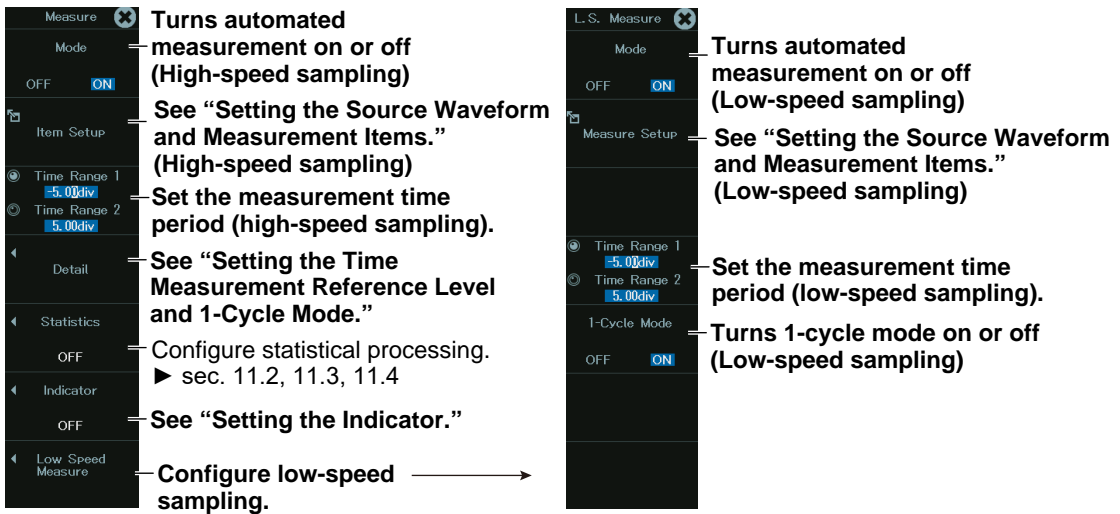 Measure
Mode
OFF ON
Item Setup
Time Range 1
-5.00div
Time Range 2
5.00div
Detail
Statistics
OFF
Indicator
OFF
Low Speed
Measure
Turns automated
measurement on or off
(High-speed sampling)
See “Setting the Source Waveform
and Measurement Items.”
(High-speed sampling)
Set the measurement time
period (high-speed sampling).
See “Setting the Time
Measurement Reference Level
and 1-Cycle Mode.”
Configure statistical processing.
► sec. 11.2, 11.3, 11.4
See “Setting the Indicator.”
Configure low-speed
sampling.
L.S. Measure
Mode
OFF ON
Measure Setup
Time Range 1
-5.00div
Time Range 2
5.00div
1-Cycle Mode
OFF ON
Turns automated
measurement on or off
(Low-speed sampling)
See “Setting the Source Waveform
and Measurement Items.”
(Low-speed sampling)
Set the measurement time
period (low-speed sampling).
Turns 1-cycle mode on or off
(Low-speed sampling)